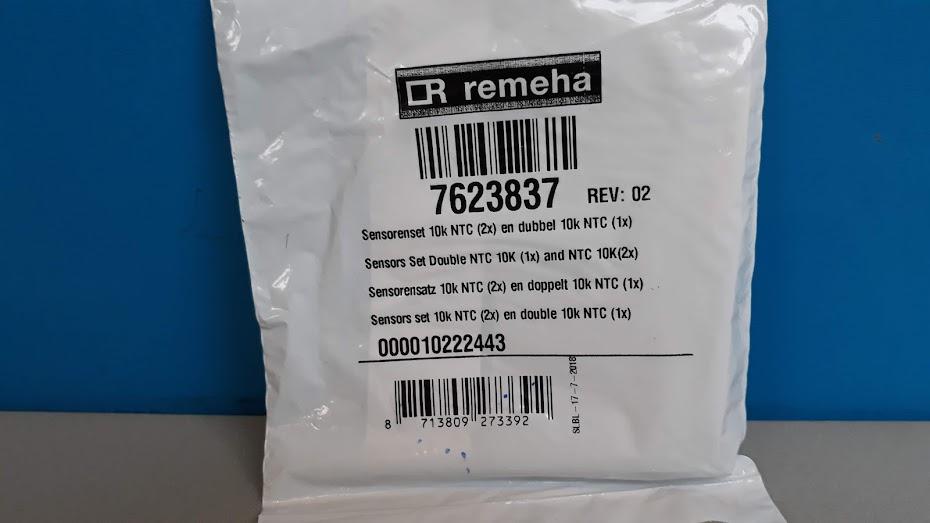 remeha
7623837 REV: 02
Sensorenset 10k NTC (2x) en dubbel 10k NTC (1x)
Sensors Set Double NTC 10K (1x) and NTC 10K(2x)
Sensorensatz 10k NTC (2x) en doppelt 10k NTC (1x)
Sensors set 10k NTC (2x) en double 10k NTC (1x)
000010222443
8 713809 273392
SLBL-17-7-2018